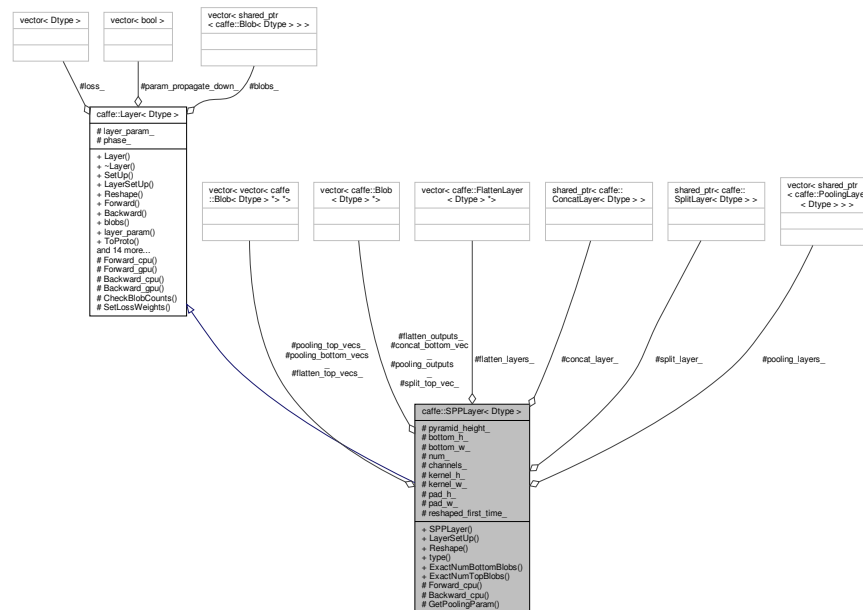 vector< Dtype >
vector< bool >
vector< shared_ptr
< caffe::Blob< Dtype > > >
#loss_
#param_propagate_down_
#blobs_
caffe::Layer< Dtype >
# layer_param_
# phase_
+ Layer()
+ ~Layer()
+ SetUp()
+ LayerSetUp()
+ Reshape()
+ Forward()
+ Backward()
+ blobs()
+ layer_param()
+ ToProto()
and 14 more...
# Forward_cpu()
# Forward_gpu()
# Backward_cpu()
# Backward_gpu()
# CheckBlobCounts()
# SetLossWeights()
vector< vector< caffe
::Blob< Dtype > *> *>
vector< caffe::Blob
< Dtype > *>
vector< caffe::FlattenLayer
< Dtype > *>
shared_ptr< caffe::
ConcatLayer< Dtype > >
shared_ptr< caffe::
SplitLayer< Dtype > >
vector< shared_ptr
< caffe::PoolingLaye
< Dtype > > >
#pooling_top_vecs_
#pooling_bottom_vecs
_
#flatten_top_vecs_
#flatten_outputs_
#concat_bottom_vec
_
#pooling_outputs
_
#split_top_vec_
#flatten_layers_
#concat_layer_
#split_layer_
#pooling_layers_
caffe::SPPLayer< Dtype >
# pyramid_height_
# bottom_h_
# bottom_w_
# num_
# channels_
# kernel_h_
# kernel_w_
# pad_h_
# pad_w_
# reshaped_first_time_
+ SPPLayer()
+ LayerSetUp()
+ Reshape()
+ type()
+ ExactNumBottomBlobs()
+ ExactNumTopBlobs()
# Forward_cpu()
# Backward_cpu()
# GetPoolingParam()